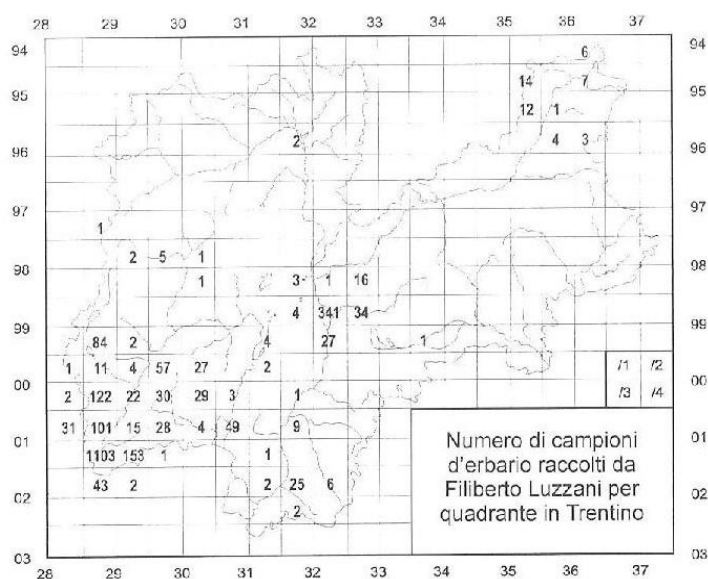 28 29 30 31 32 33 34 35 36 37
94 6 94
14 7
95 95
12 1
2 4 3
96 96
97 97
1
2 5 1
98 98
1 3 1 16
4 341 34
99 99
84 2 4 27 1
1 11 4 57 27 2 /1 /2
00 00
2 122 22 30 29 3 1 /3 /4
31 101 15 28 4 49 9
01 01
1103 153 1 1
43 2 2 25 6
02 02
2
03 03
28 29 30 31 32 33 34 35 36 37
Numero di campioni
d'erbario raccolti da
Filiberto Luzzani per
quadrante in Trentino